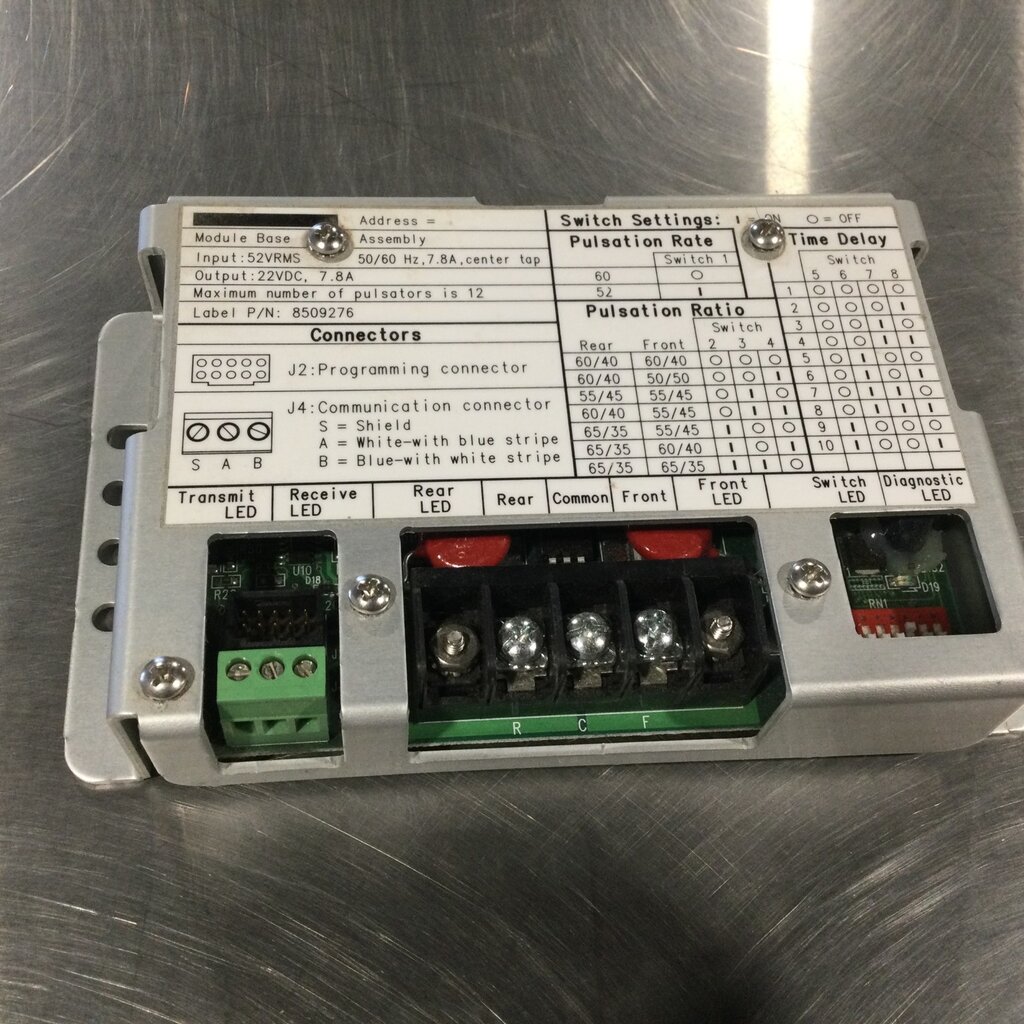 Address =
Module Base Assembly
Input:52VRMS 50/60 Hz,7.8A,center tap
Output:22VDC, 7.8A
Maximum number of pulsators is 12
Label P/N: 8509276
Connectors
J2:Programming connector
J4:Communication connector
S = Shield
A = White-with blue stripe
B = Blue-with white stripe
S A B
Switch Settings: I = ON O = OFF
Pulsation Rate
Switch 1
60 O
52 I
Pulsation Ratio
Switch
Rear Front 2 3 4
60/40 60/40 O O O
60/40 50/50 O O I
55/45 55/45 O I O
60/40 55/45 O I I
65/35 55/45 I O O
65/35 60/40 I O I
65/35 65/35 I I O
Time Delay
Switch
5 6 7 8
1 O O O O
2 O O O I
3 O O I O
4 O O I I
5 O I O O
6 O I O I
7 O I I O
8 O I I I
9 I O O O
10 I O O I
Transmit LED
Receive LED
Rear LED
Rear
Common
Front
Front LED
Switch LED
Diagnostic LED
U10
D18
D19
RN1
R C F